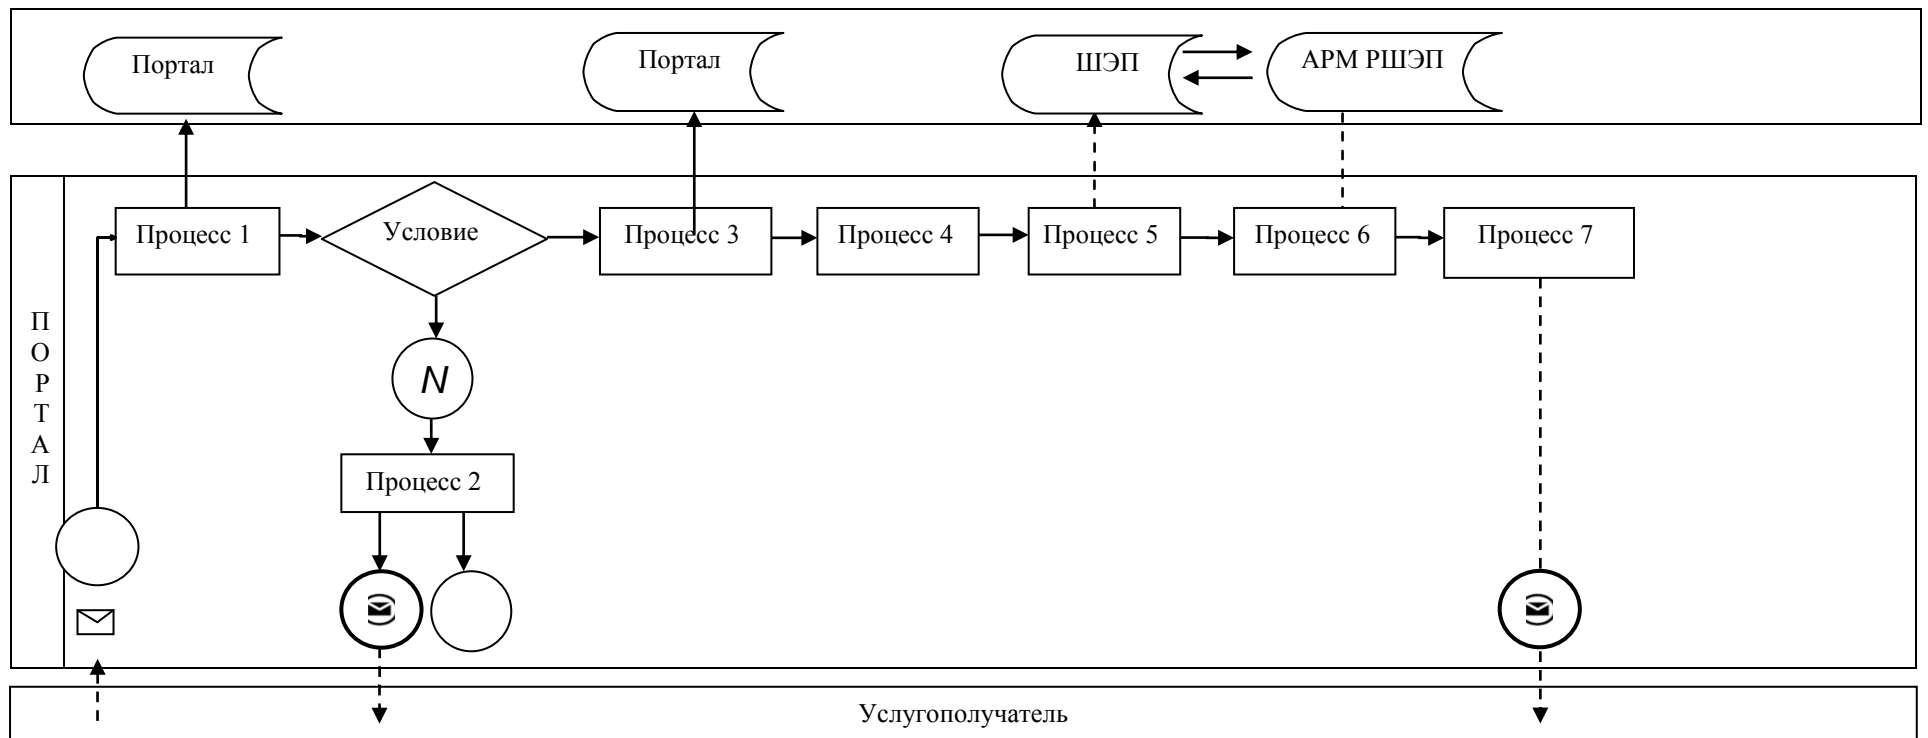 Портал
Портал
ШЭП
АРМ РШЭП
Процесс 1
Условие
Процесс 3
Процесс 4
Процесс 5
Процесс 6
Процесс 7
П
О
Р
Т
А
Л
N
Процесс 2
Услугополучатель